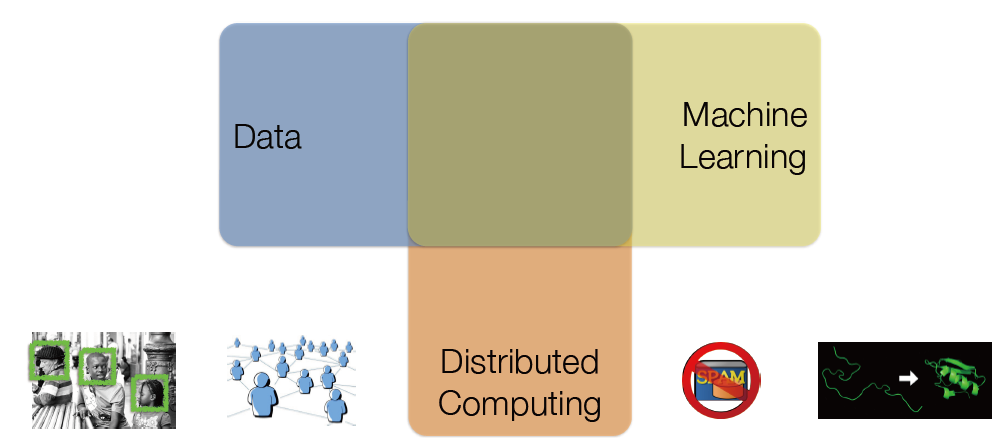 Data
Machine
Learning
Distributed
Computing
SPAM